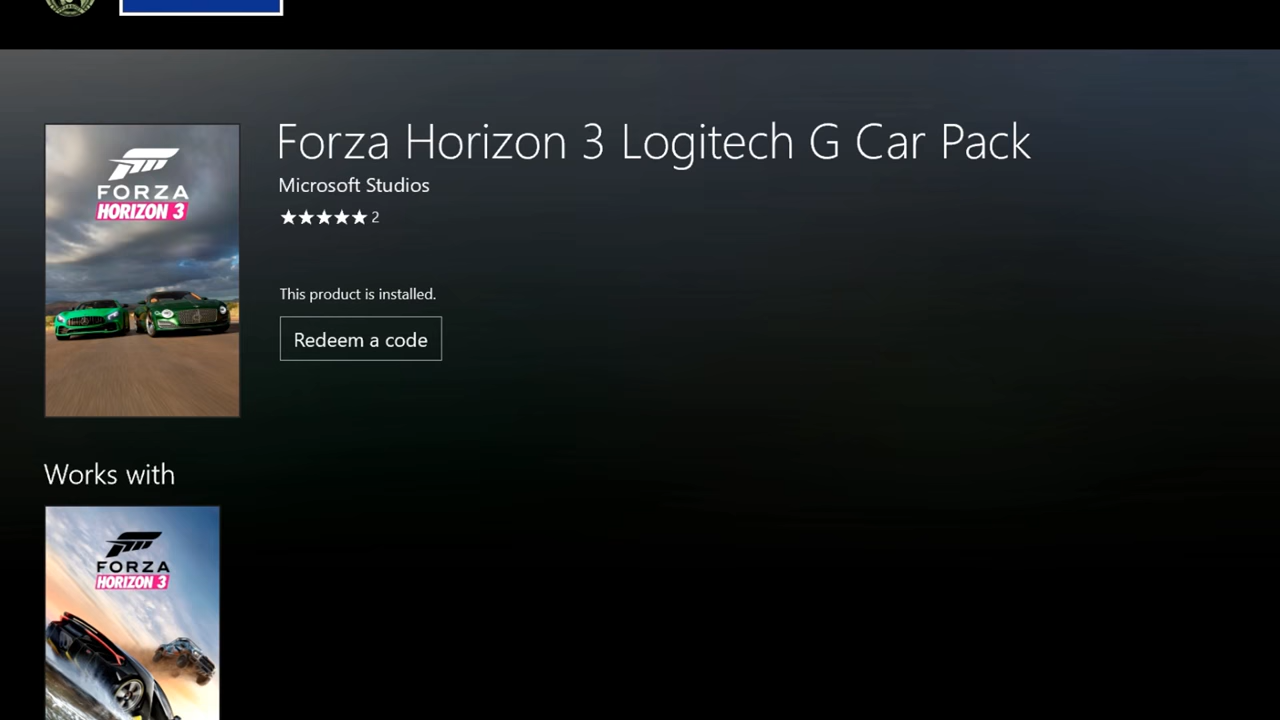 Forza Horizon 3 Logitech G Car Pack
Microsoft Studios
★★★★★ 2
This product is installed.
Redeem a code
FORZA
HORIZON 3
Works with
FORZA
HORIZON 3